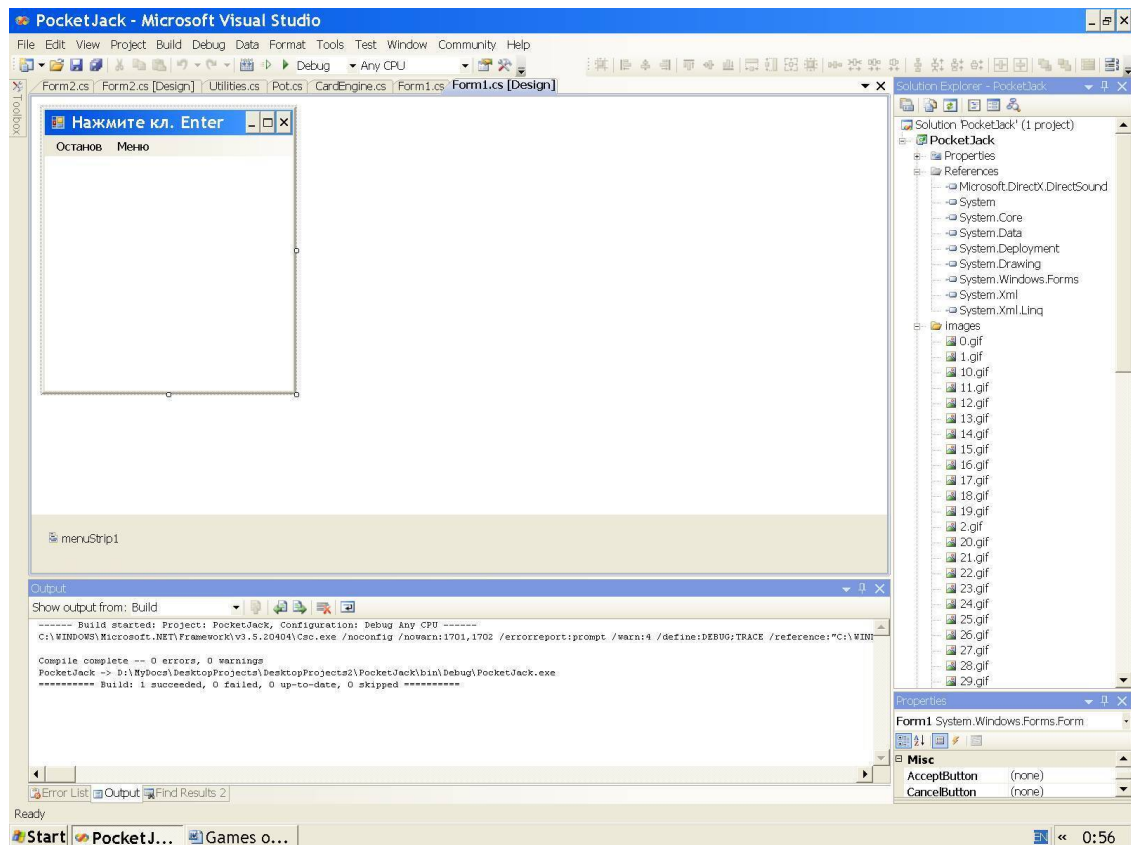 PocketJack - Microsoft Visual Studio
File Edit View Project Build Debug Data Format Tools Test Window Community Help
Debug Any CPU
Form2.cs Form2.cs [Design] Utilities.cs Pot.cs CardEngine.cs Form1.cs Form1.cs [Design]
Toolbox
Нажмите кл. Enter
Останов Меню
menuStrip1
Output
Show output from: Build
------ Build started: Project: PocketJack, Configuration: Debug Any CPU ------
C:\WINDOWS\Microsoft.NET\Framework\v3.5.20404\Csc.exe /noconfig /nowarn:1701,1702 /errorreport:prompt /warn:4 /define:DEBUG;TRACE /reference:"C:\WIN
Compile complete -- 0 errors, 0 warnings
PocketJack -> D:\MyDocs\DesktopProjects\DesktopProjects2\PocketJack\bin\Debug\PocketJack.exe
========== Build: 1 succeeded, 0 failed, 0 up-to-date, 0 skipped ==========
Error List Output Find Results 2
Solution Explorer - PocketJack
Solution 'PocketJack' (1 project)
PocketJack
Properties
References
Microsoft.DirectX.DirectSound
System
System.Core
System.Data
System.Deployment
System.Drawing
System.Windows.Forms
System.Xml
System.Xml.Linq
images
0.gif
1.gif
10.gif
11.gif
12.gif
13.gif
14.gif
15.gif
16.gif
17.gif
18.gif
19.gif
2.gif
20.gif
21.gif
22.gif
23.gif
24.gif
25.gif
26.gif
27.gif
28.gif
29.gif
Properties
Form1 System.Windows.Forms.Form
Misc
AcceptButton (none)
CancelButton (none)
Ready
Start PocketJ... Games o... EN « 0:56